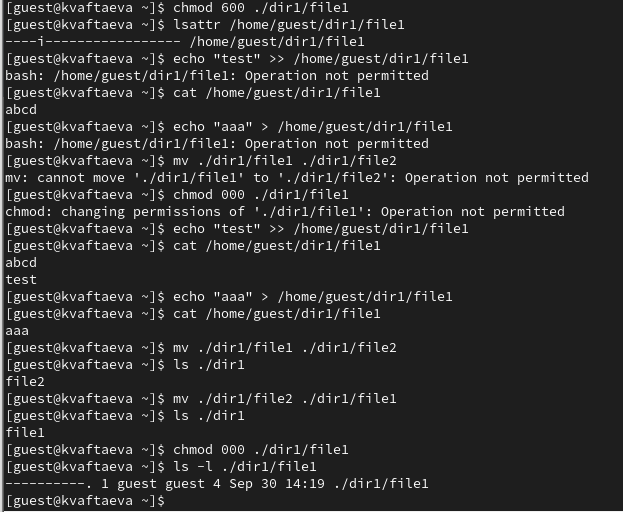 [guest@kvaftaeva ~]$ chmod 600 ./dir1/file1
[guest@kvaftaeva ~]$ lsattr /home/guest/dir1/file1
----i----------------- /home/guest/dir1/file1
[guest@kvaftaeva ~]$ echo "test" >> /home/guest/dir1/file1
bash: /home/guest/dir1/file1: Operation not permitted
[guest@kvaftaeva ~]$ cat /home/guest/dir1/file1
abcd
[guest@kvaftaeva ~]$ echo "aaa" > /home/guest/dir1/file1
bash: /home/guest/dir1/file1: Operation not permitted
[guest@kvaftaeva ~]$ mv ./dir1/file1 ./dir1/file2
mv: cannot move './dir1/file1' to './dir1/file2': Operation not permitted
[guest@kvaftaeva ~]$ chmod 000 ./dir1/file1
chmod: changing permissions of './dir1/file1': Operation not permitted
[guest@kvaftaeva ~]$ echo "test" >> /home/guest/dir1/file1
[guest@kvaftaeva ~]$ cat /home/guest/dir1/file1
abcd
test
[guest@kvaftaeva ~]$ echo "aaa" > /home/guest/dir1/file1
[guest@kvaftaeva ~]$ cat /home/guest/dir1/file1
aaa
[guest@kvaftaeva ~]$ mv ./dir1/file1 ./dir1/file2
[guest@kvaftaeva ~]$ ls ./dir1
file2
[guest@kvaftaeva ~]$ mv ./dir1/file2 ./dir1/file1
[guest@kvaftaeva ~]$ ls ./dir1
file1
[guest@kvaftaeva ~]$ chmod 000 ./dir1/file1
[guest@kvaftaeva ~]$ ls -l ./dir1/file1
----------. 1 guest guest 4 Sep 30 14:19 ./dir1/file1
[guest@kvaftaeva ~]$